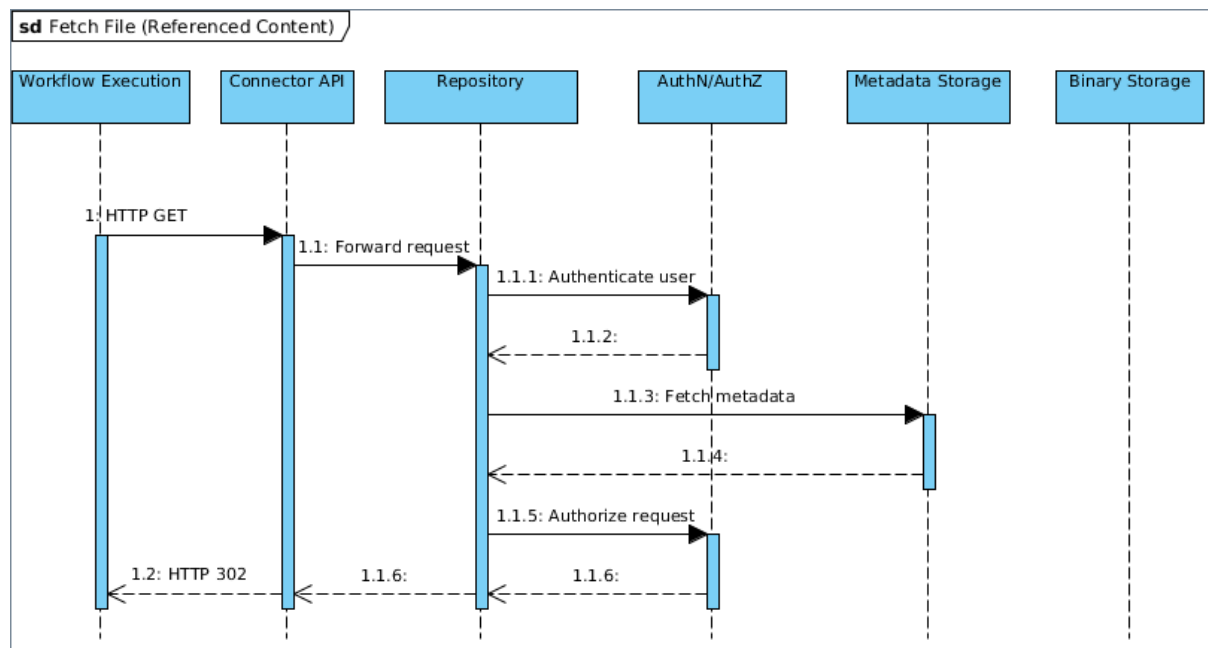 sd Fetch File (Referenced Content)
Workflow Execution
Connector API
Repository
AuthN/AuthZ
Metadata Storage
Binary Storage
1: HTTP GET
1.1: Forward request
1.1.1: Authenticate user
1.1.2:
1.1.3: Fetch metadata
1.1.4:
1.1.5: Authorize request
1.2: HTTP 302
1.1.6:
1.1.6: